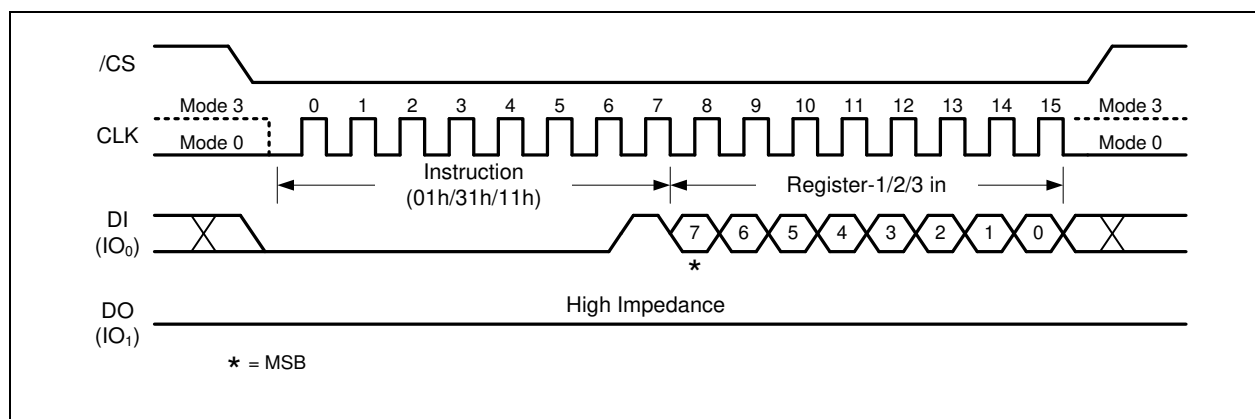 /CS
Mode 3 0 1 2 3 4 5 6 7 8 9 10 11 12 13 14 15 Mode 3
CLK
Mode 0 Mode 0
Instruction
(01h/31h/11h) Register-1/2/3 in
DI
(IO₀) 7 6 5 4 3 2 1 0
*
High Impedance
DO
(IO₁)
* = MSB